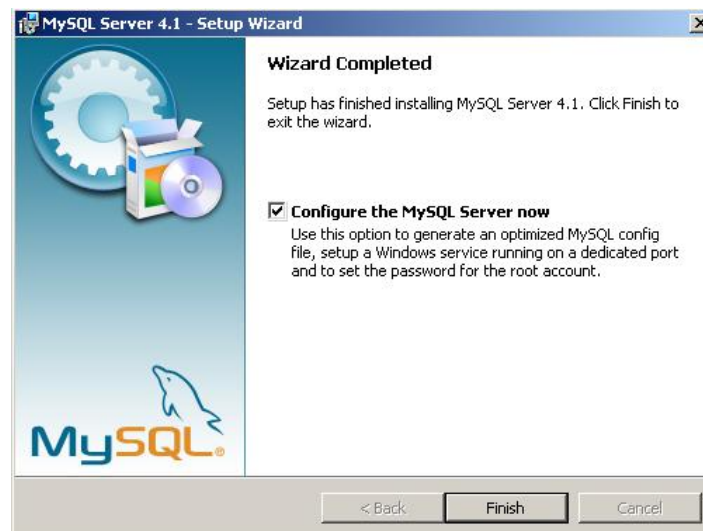 MySQL Server 4.1 - Setup Wizard
Wizard Completed
Setup has finished installing MySQL Server 4.1. Click Finish to
exit the wizard.
Configure the MySQL Server now
Use this option to generate an optimized MySQL config
file, setup a Windows service running on a dedicated port
and to set the password for the root account.
MySQL®
< Back
Finish
Cancel